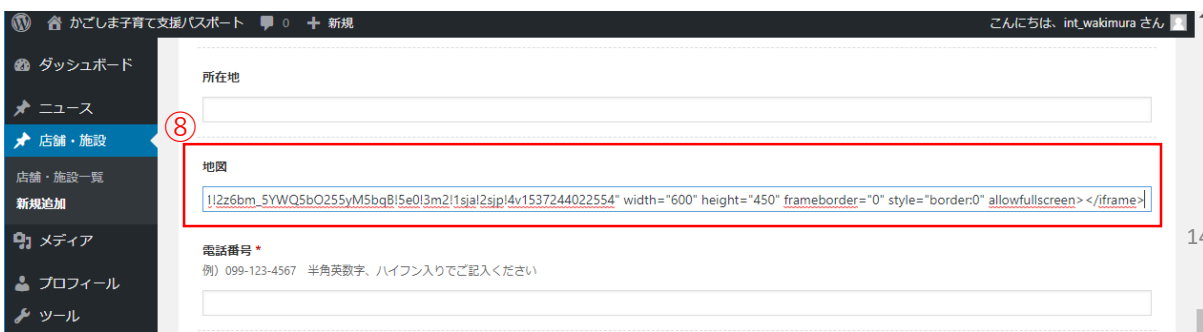 かごしま子育て支援パスポート 0 + 新規 こんにちは、int_wakimura さん
ダッシュボード
所在地
ニュース
⑧
店舗・施設
地図
店舗・施設一覧
1!2z6bm_5YWQ5bO255yM5bqB!5e0!3m2!1sja!2sjp!4v1537244022554" width="600" height="450" frameborder="0" style="border:0" allowfullscreen></iframe>
新規追加
メディア
電話番号 *
例）099-123-4567　半角英数字、ハイフン入りでご記入ください
プロフィール
ツール